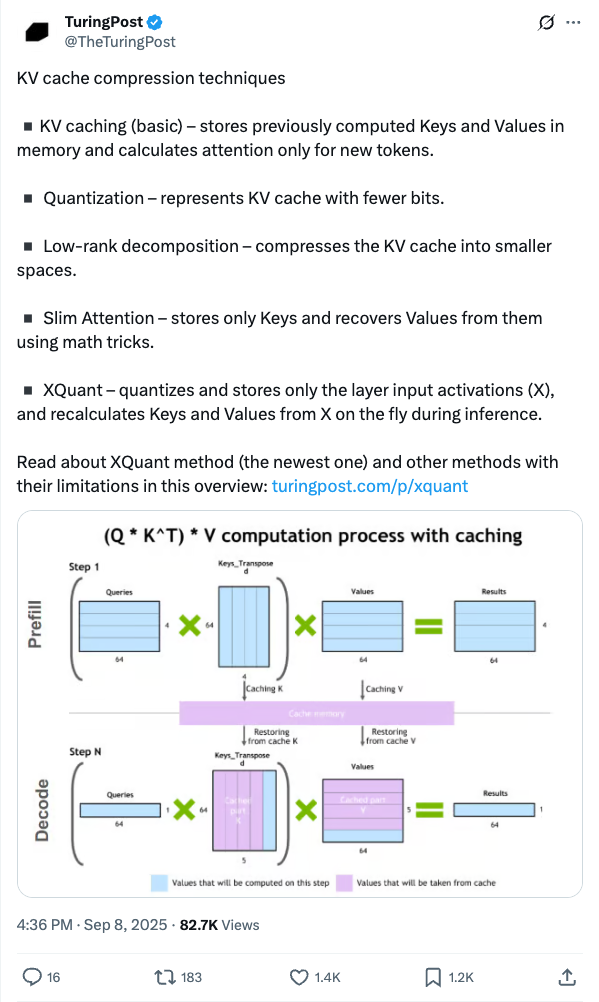 TuringPost
@TheTuringPost
KV cache compression techniques
▪ KV caching (basic) – stores previously computed Keys and Values in
memory and calculates attention only for new tokens.
▪ Quantization – represents KV cache with fewer bits.
▪ Low-rank decomposition – compresses the KV cache into smaller
spaces.
▪ Slim Attention – stores only Keys and recovers Values from them
using math tricks.
▪ XQuant – quantizes and stores only the layer input activations (X),
and recalculates Keys and Values from X on the fly during inference.
Read about XQuant method (the newest one) and other methods with
their limitations in this overview: turingpost.com/p/xquant
(Q * K^T) * V computation process with caching
Step 1
Prefill
Queries
4
64
Keys_Transpose
d
64
4
Values
64
Results
4
64
Caching K
Caching V
Cache memory
Restoring
from cache K
Restoring
from cache V
Step N
Decode
Queries
1
64
Keys_Transpose
d
64
Cached
part
K
5
Values
Cached part
V
5
64
Results
1
64
Values that will be computed on this step
Values that will be taken from cache
4:36 PM · Sep 8, 2025 · 82.7K Views
16
183
1.4K
1.2K